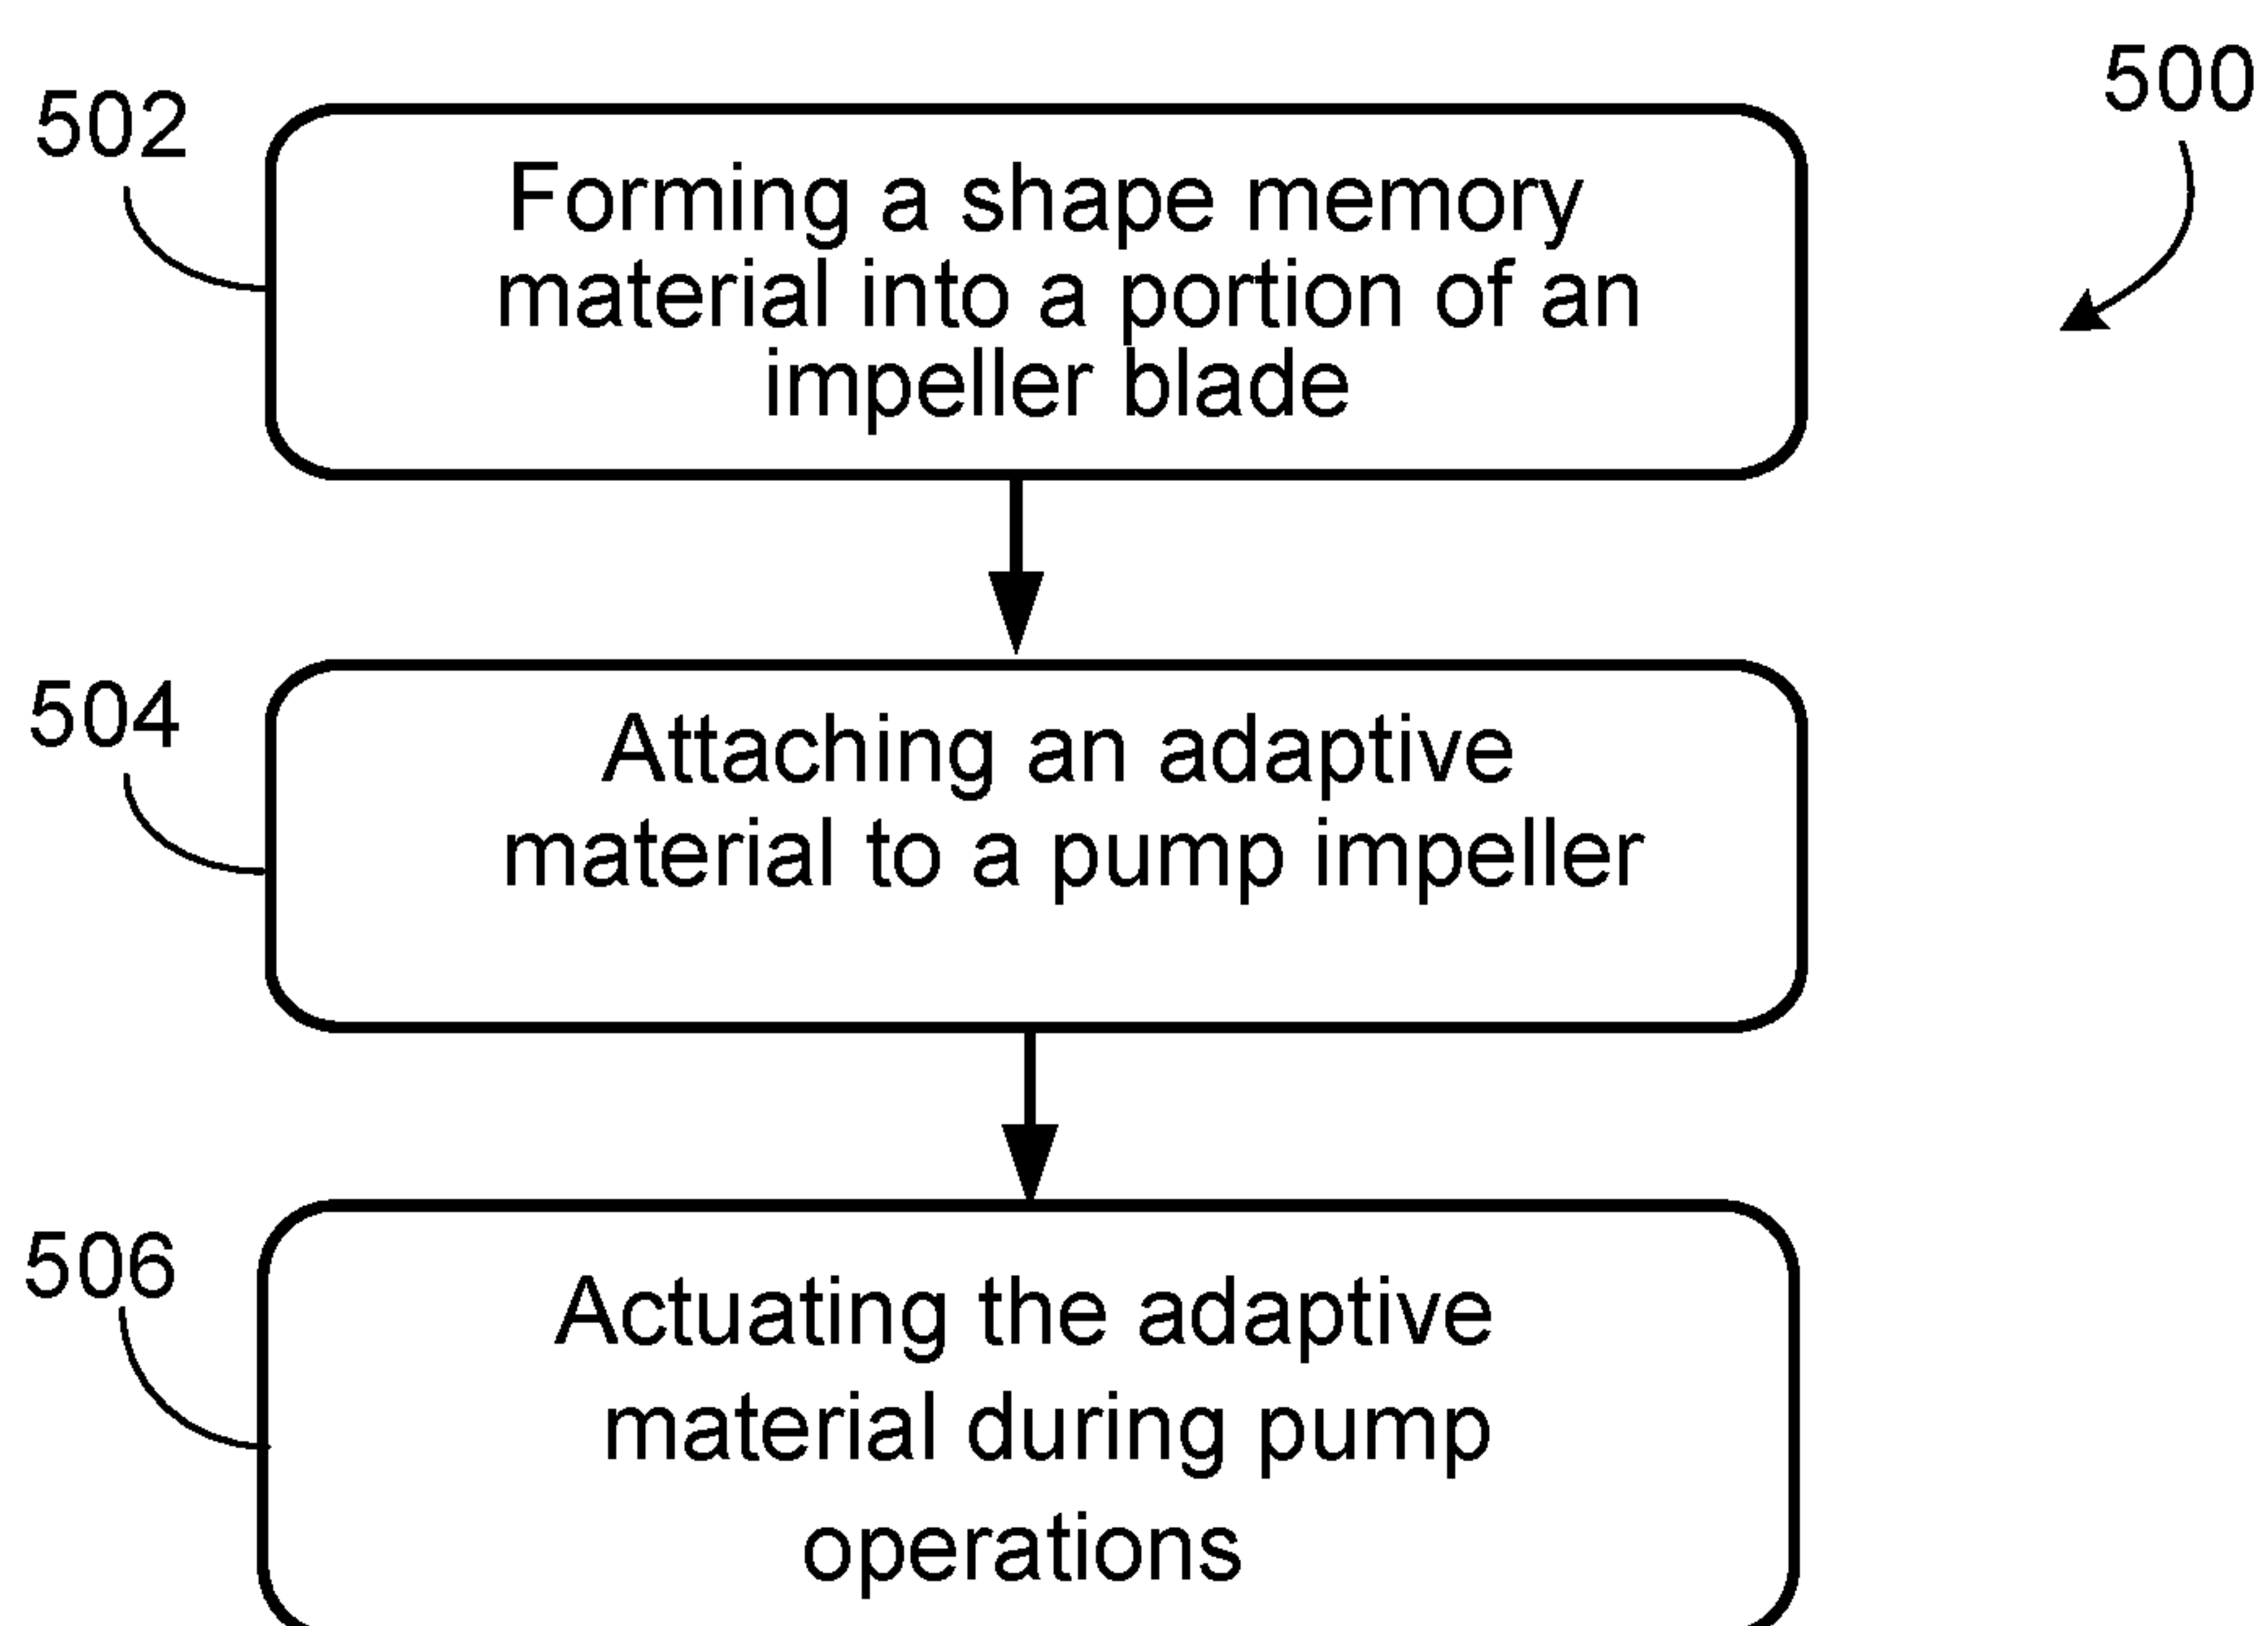 500
502
Forming a shape memory
material into a portion of an
impeller blade
504
Attaching an adaptive
material to a pump impeller
506
Actuating the adaptive
material during pump
operations